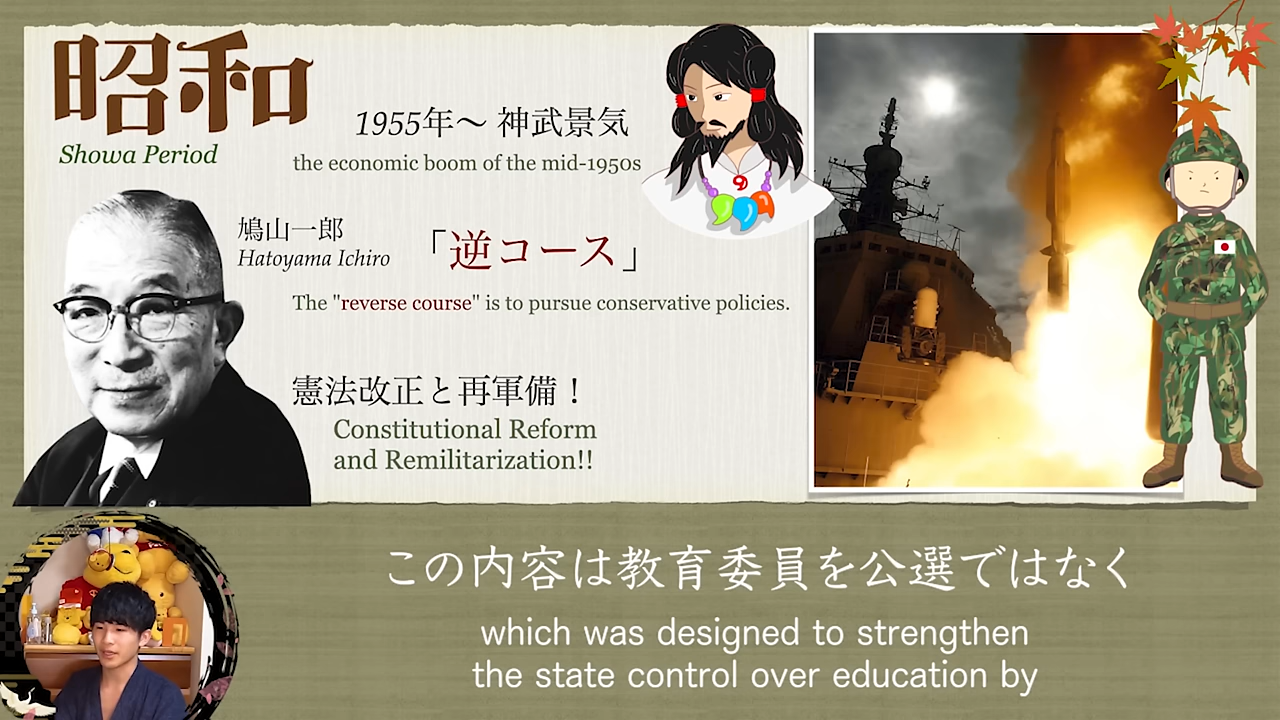 昭和
Showa Period
1955年〜 神武景気
the economic boom of the mid-1950s
鳩山一郎
Hatoyama Ichiro
「逆コース」
The "reverse course" is to pursue conservative policies.
憲法改正と再軍備！
Constitutional Reform
and Remilitarization!!
この内容は教育委員を公選ではなく
which was designed to strengthen
the state control over education by